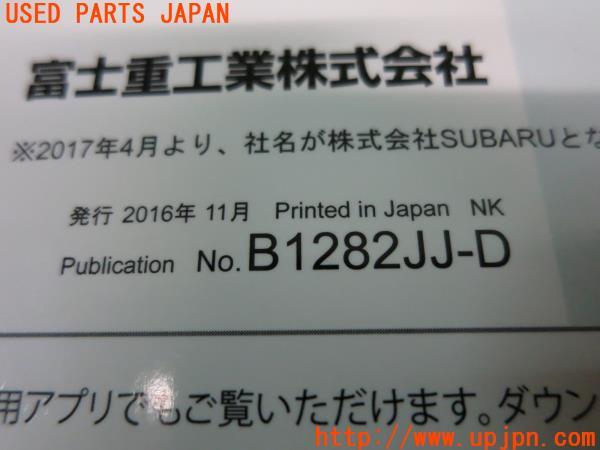 USED PARTS JAPAN
富士重工業株式会社
※2017年4月より、社名が株式会社SUBARUとな
発行 2016年 11月 Printed in Japan NK
Publication No. B1282JJ-D
用アプリでもご覧いただけます。ダウン
http://www.upjpn.com